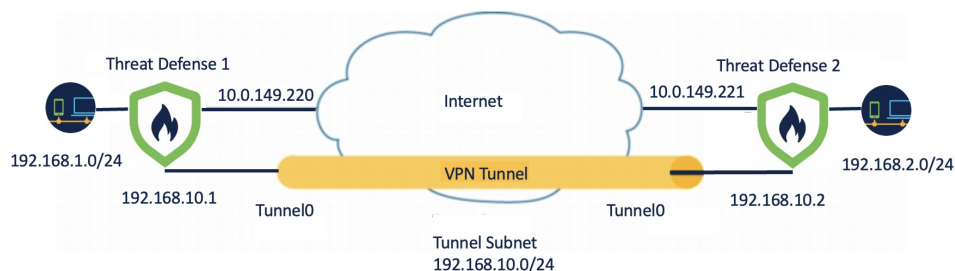 Threat Defense 1
Threat Defense 2
10.0.149.220
Internet
10.0.149.221
192.168.1.0/24
192.168.2.0/24
VPN Tunnel
192.168.10.1
192.168.10.2
Tunnel0
Tunnel0
Tunnel Subnet
192.168.10.0/24